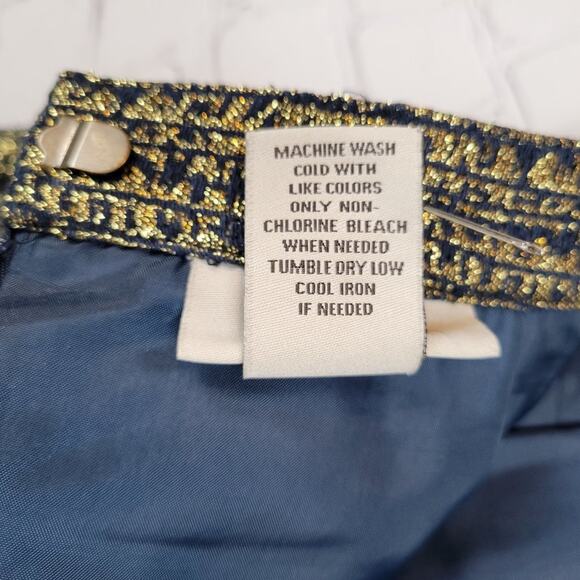 MACHINE WASH
COLD WITH
LIKE COLORS
ONLY NON-
CHLORINE BLEACH
WHEN NEEDED
TUMBLE DRY LOW
COOL IRON
IF NEEDED